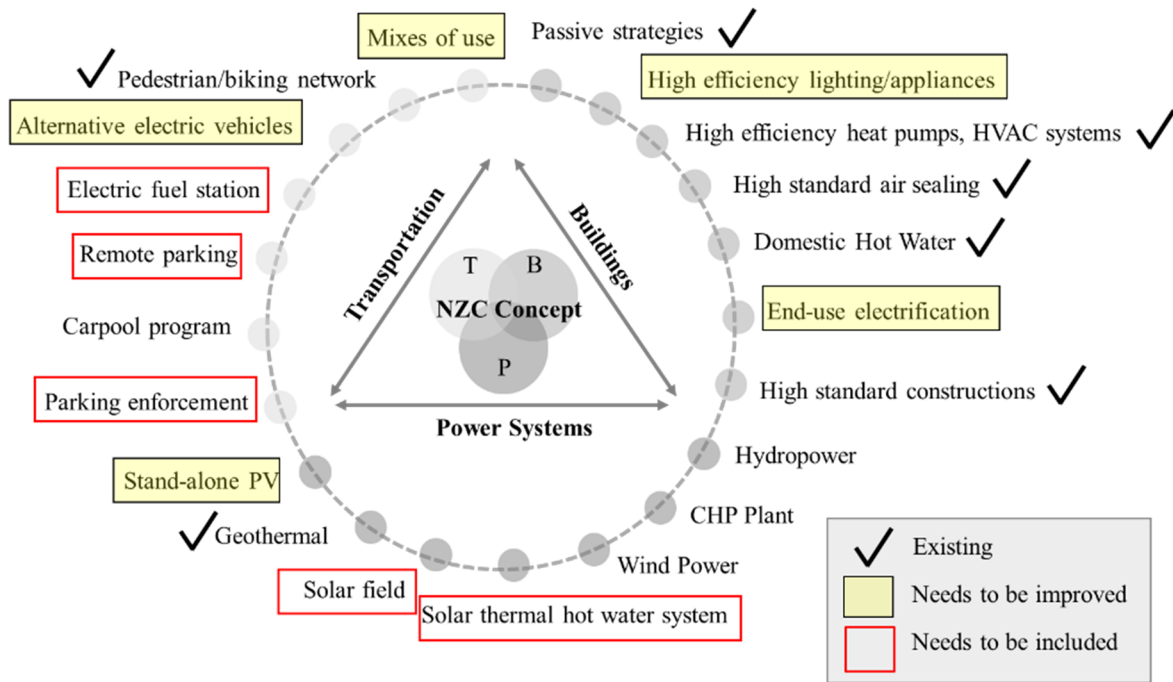 Mixes of use
Passive strategies
Pedestrian/biking network
High efficiency lighting/appliances
Alternative electric vehicles
High efficiency heat pumps, HVAC systems
Electric fuel station
High standard air sealing
Remote parking
Domestic Hot Water
Carpool program
End-use electrification
Parking enforcement
High standard constructions
Stand-alone PV
Hydropower
Geothermal
CHP Plant
Solar field
Wind Power
Solar thermal hot water system
Transportation
Buildings
T
B
NZC Concept
P
Power Systems
Existing
Needs to be improved
Needs to be included